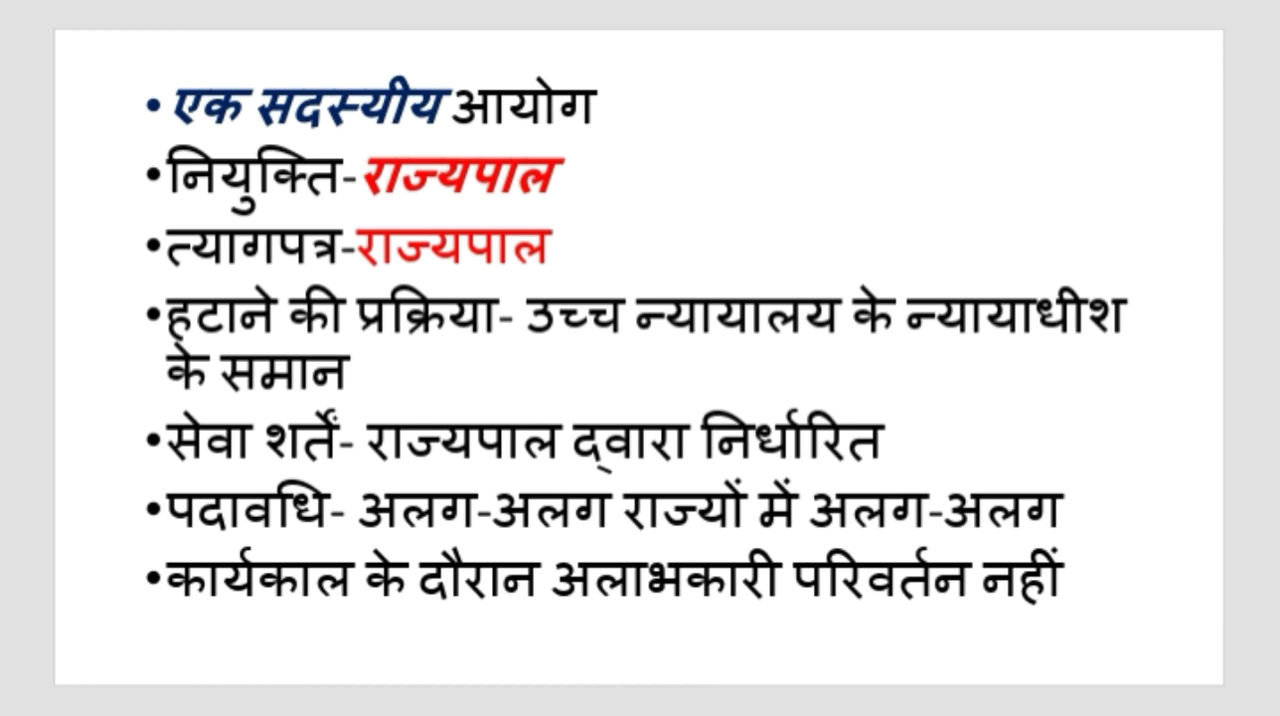 • एक सदस्यीय आयोग
• नियुक्ति- राज्यपाल
• त्यागपत्र-राज्यपाल
• हटाने की प्रक्रिया- उच्च न्यायालय के न्यायाधीश
के समान
• सेवा शर्तें- राज्यपाल द्वारा निर्धारित
• पदावधि- अलग-अलग राज्यों में अलग-अलग
• कार्यकाल के दौरान अलाभकारी परिवर्तन नहीं